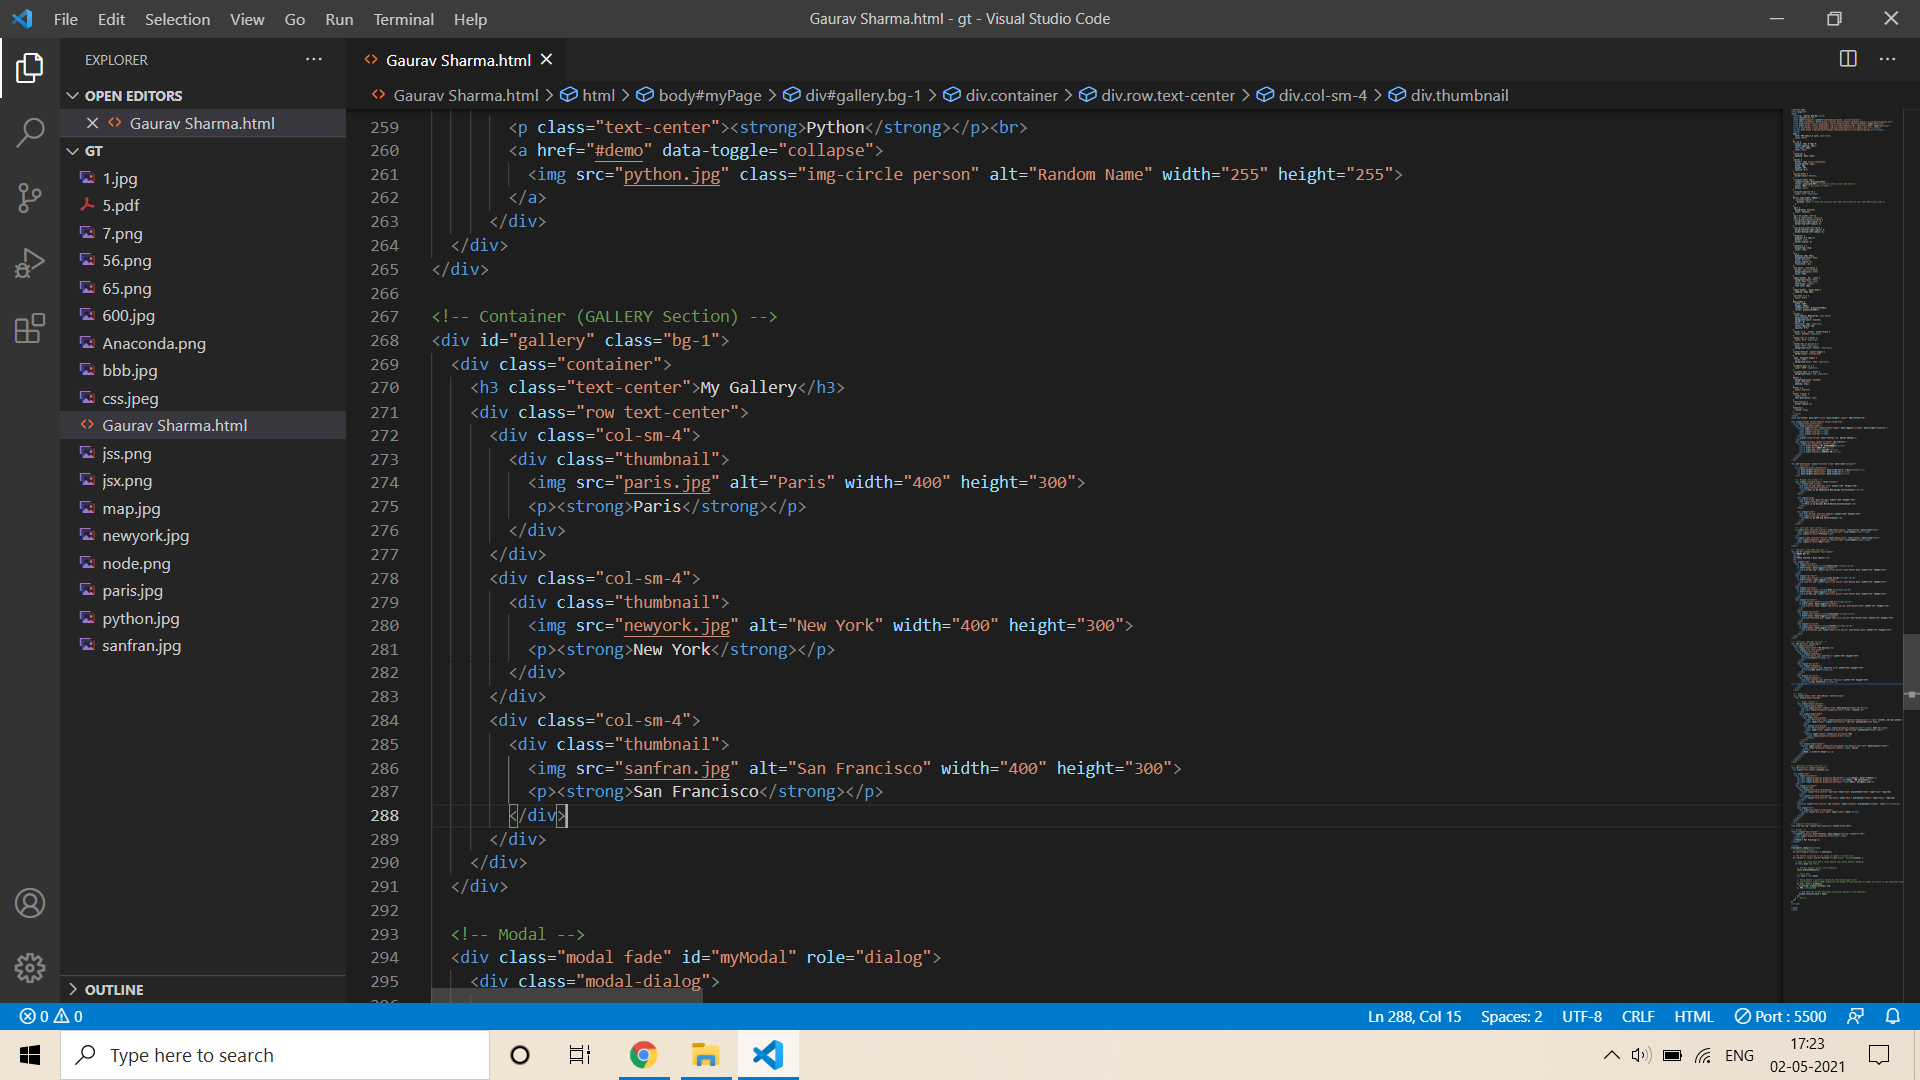 File Edit Selection View Go Run Terminal Help
Gaurav Sharma.html - gt - Visual Studio Code
EXPLORER
OPEN EDITORS
Gaurav Sharma.html
GT
1.jpg
5.pdf
7.png
56.png
65.png
600.jpg
Anaconda.png
bbb.jpg
css.jpeg
Gaurav Sharma.html
jss.png
jsx.png
map.jpg
newyork.jpg
node.png
paris.jpg
python.jpg
sanfran.jpg
OUTLINE
Gaurav Sharma.html
Gaurav Sharma.html > html > body#myPage > div#gallery.bg-1 > div.container > div.row.text-center > div.col-sm-4 > div.thumbnail
259 <p class="text-center"><strong>Python</strong></p><br>
260 <a href="#demo" data-toggle="collapse">
261 <img src="python.jpg" class="img-circle person" alt="Random Name" width="255" height="255">
262 </a>
263 </div>
264 </div>
265 </div>
266
267 <!-- Container (GALLERY Section) -->
268 <div id="gallery" class="bg-1">
269 <div class="container">
270 <h3 class="text-center">My Gallery</h3>
271 <div class="row text-center">
272 <div class="col-sm-4">
273 <div class="thumbnail">
274 <img src="paris.jpg" alt="Paris" width="400" height="300">
275 <p><strong>Paris</strong></p>
276 </div>
277 </div>
278 <div class="col-sm-4">
279 <div class="thumbnail">
280 <img src="newyork.jpg" alt="New York" width="400" height="300">
281 <p><strong>New York</strong></p>
282 </div>
283 </div>
284 <div class="col-sm-4">
285 <div class="thumbnail">
286 <img src="sanfran.jpg" alt="San Francisco" width="400" height="300">
287 <p><strong>San Francisco</strong></p>
288 </div>
289 </div>
290 </div>
291 </div>
292
293 <!-- Modal -->
294 <div class="modal fade" id="myModal" role="dialog">
295 <div class="modal-dialog">
0 0
Ln 288, Col 15 Spaces: 2 UTF-8 CRLF HTML Port : 5500
Type here to search
ENG
17:23
02-05-2021